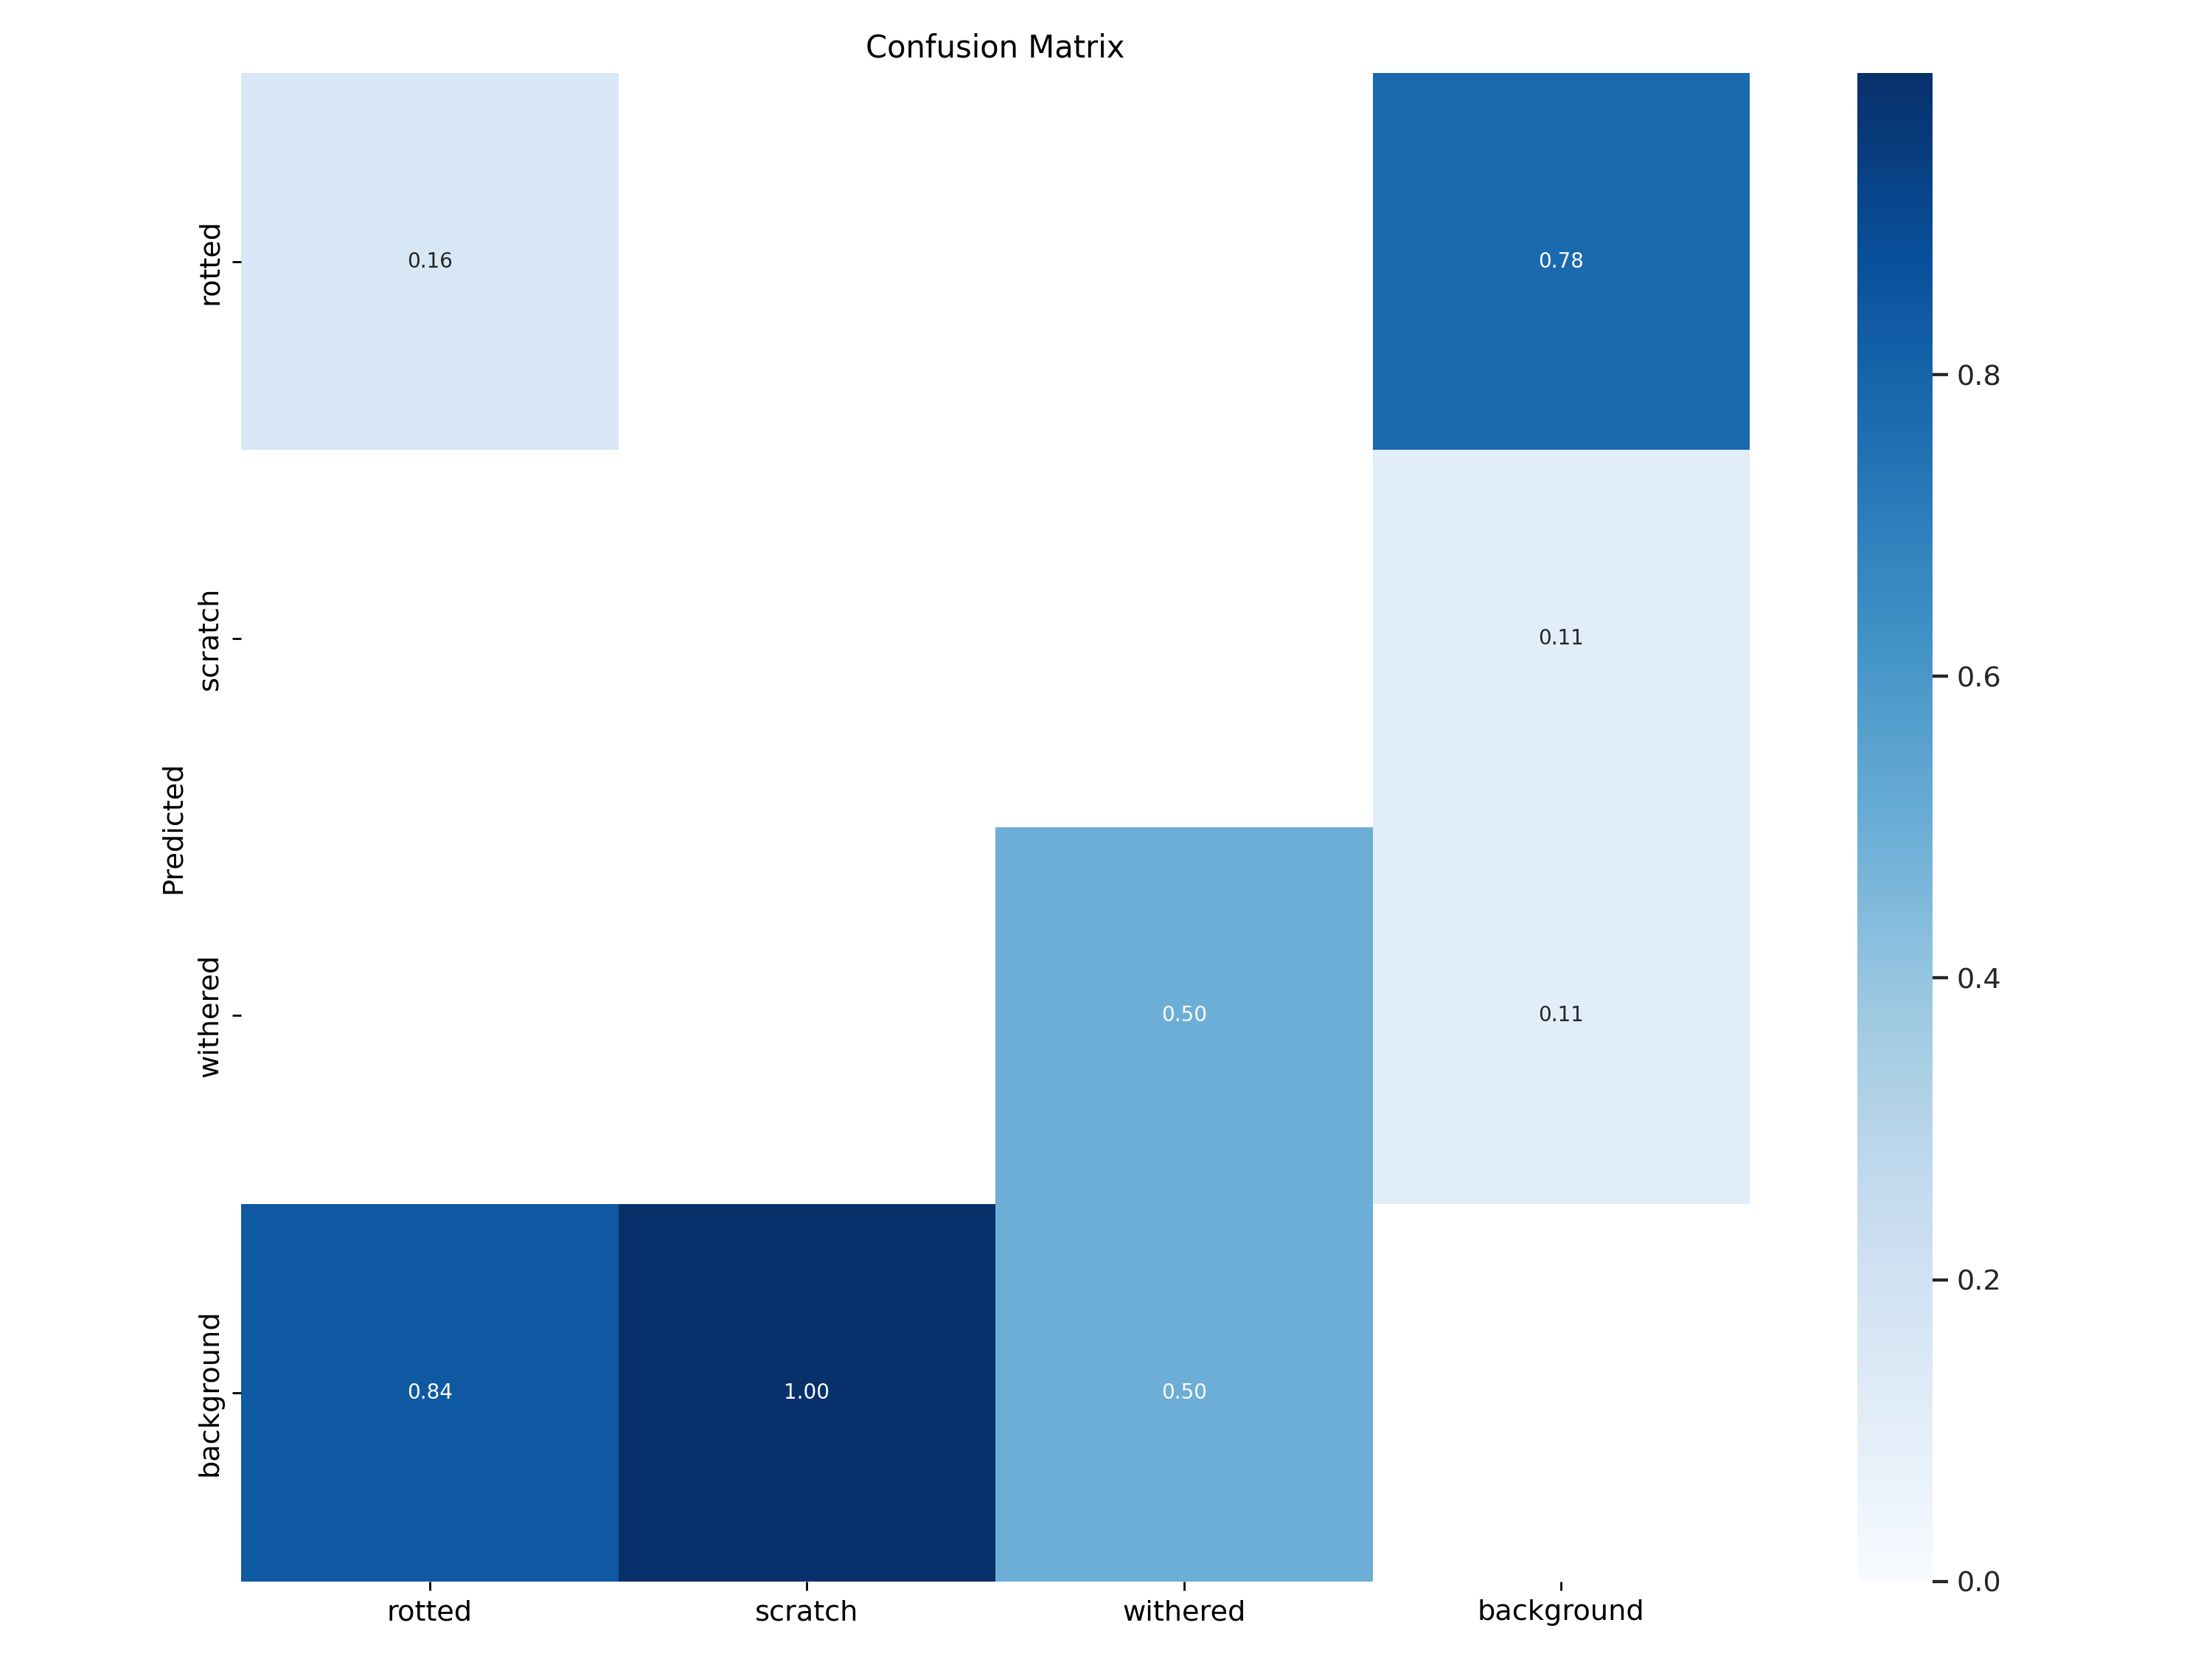 Confusion Matrix
rotted
0.16
0.78
scratch
0.11
Predicted
withered
0.50
0.11
background
0.84
1.00
0.50
rotted
scratch
withered
background
0.8
0.6
0.4
0.2
0.0